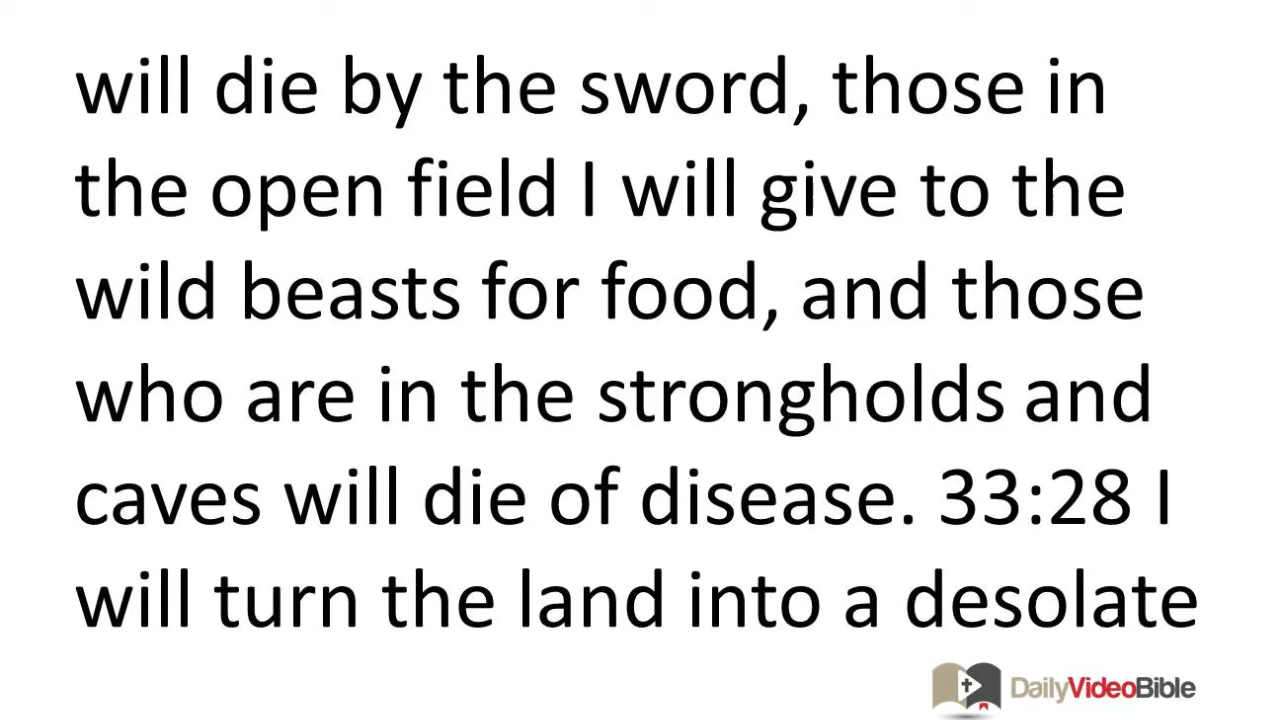 will die by the sword, those in
the open field I will give to the
wild beasts for food, and those
who are in the strongholds and
caves will die of disease. 33:28 I
will turn the land into a desolate
DailyVideoBible